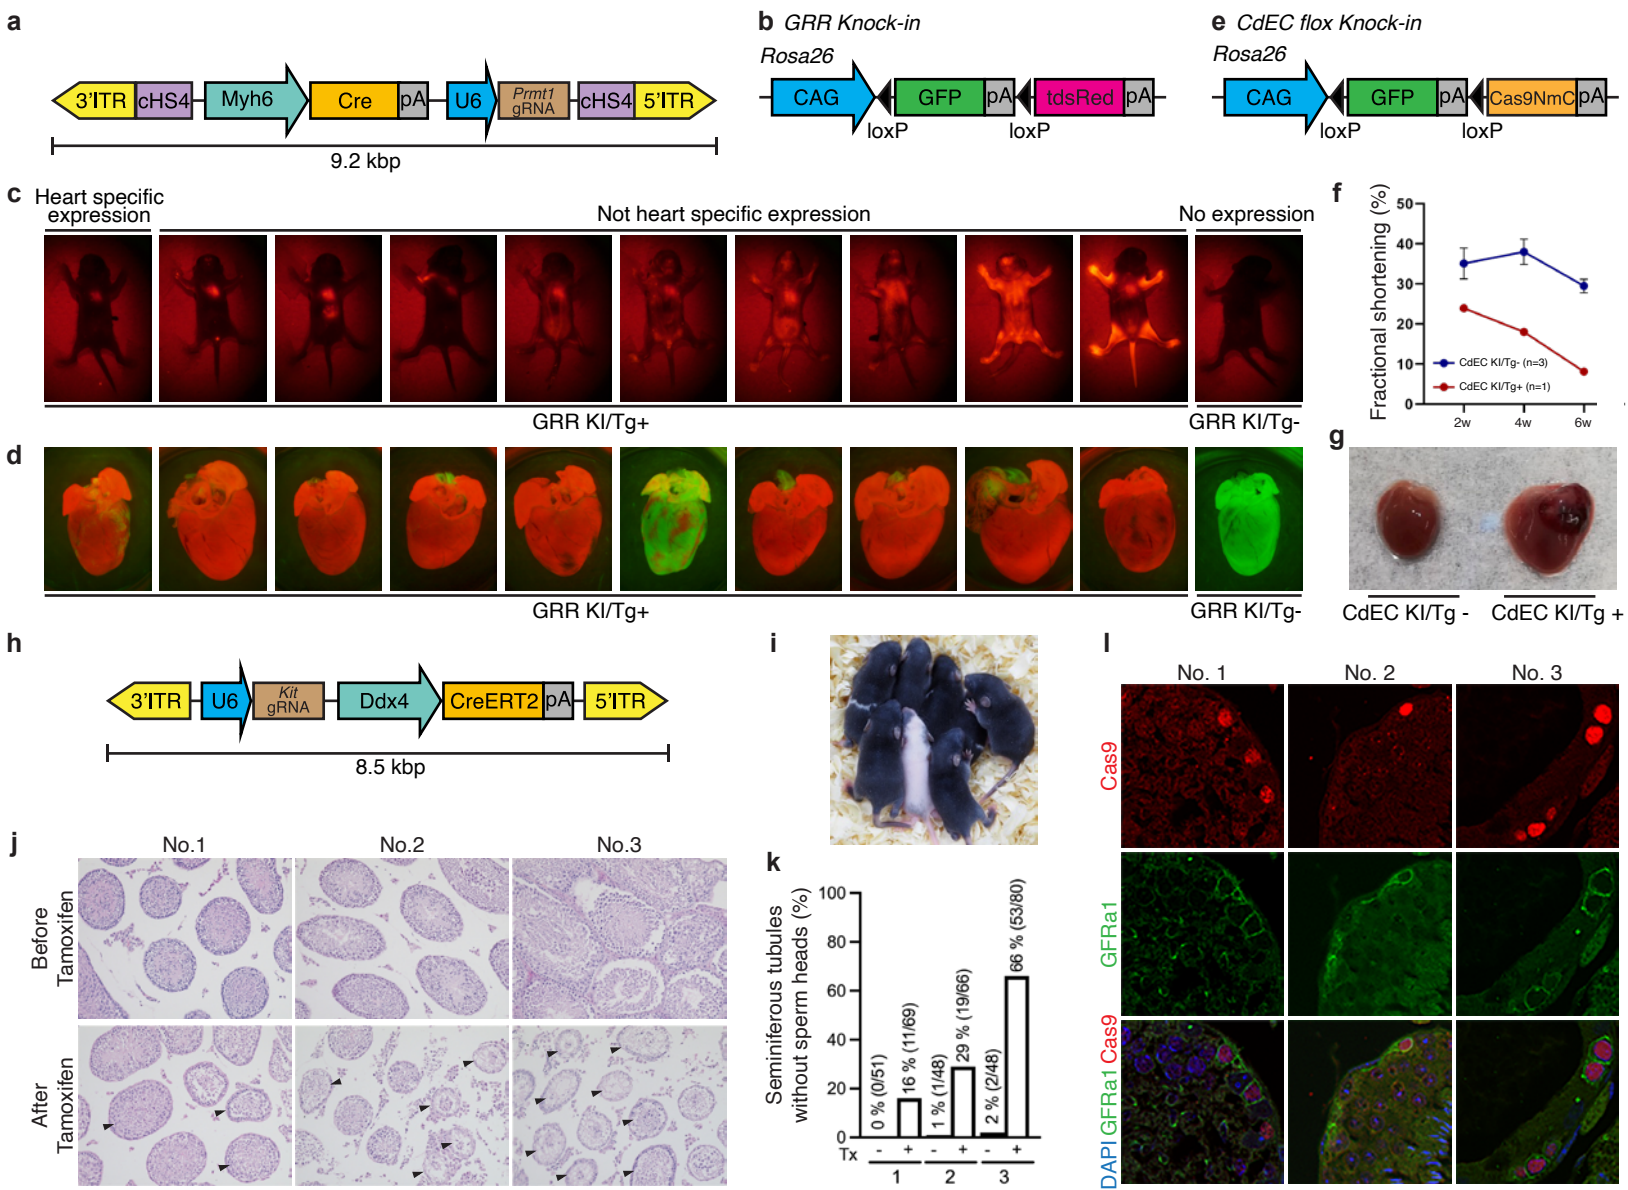 a
3'ITR
cHS4
Myh6
Cre
pA
U6
Prmt1
gRNA
cHS4
5'ITR
9.2 kbp
b GRR Knock-in
Rosa26
CAG
GFP
pA
tdsRed
pA
loxP
loxP
e CdEC flox Knock-in
Rosa26
CAG
GFP
pA
Cas9NmC
pA
loxP
loxP
c
Heart specific
expression
Not heart specific expression
No expression
GRR KI/Tg+
GRR KI/Tg-
d
GRR KI/Tg+
GRR KI/Tg-
f
Fractional shortening (%)
50
40
30
20
10
0
CdEC KI/Tg- (n=3)
CdEC KI/Tg+ (n=1)
2w
4w
6w
g
CdEC KI/Tg -
CdEC KI/Tg +
h
3'ITR
U6
Kit
gRNA
Ddx4
CreERT2
pA
5'ITR
8.5 kbp
i
j
No.1
No.2
No.3
Before
Tamoxifen
After
Tamoxifen
k
Seminiferous tubules
without sperm heads (%)
100
80
60
40
20
0
0 % (0/51)
16 % (11/69)
1 % (1/48)
29 % (19/66)
2 % (2/48)
66 % (53/80)
Tx
-
+
-
+
-
+
1
2
3
l
No. 1
No. 2
No. 3
Cas9
GFRa1
DAPI GFRa1 Cas9